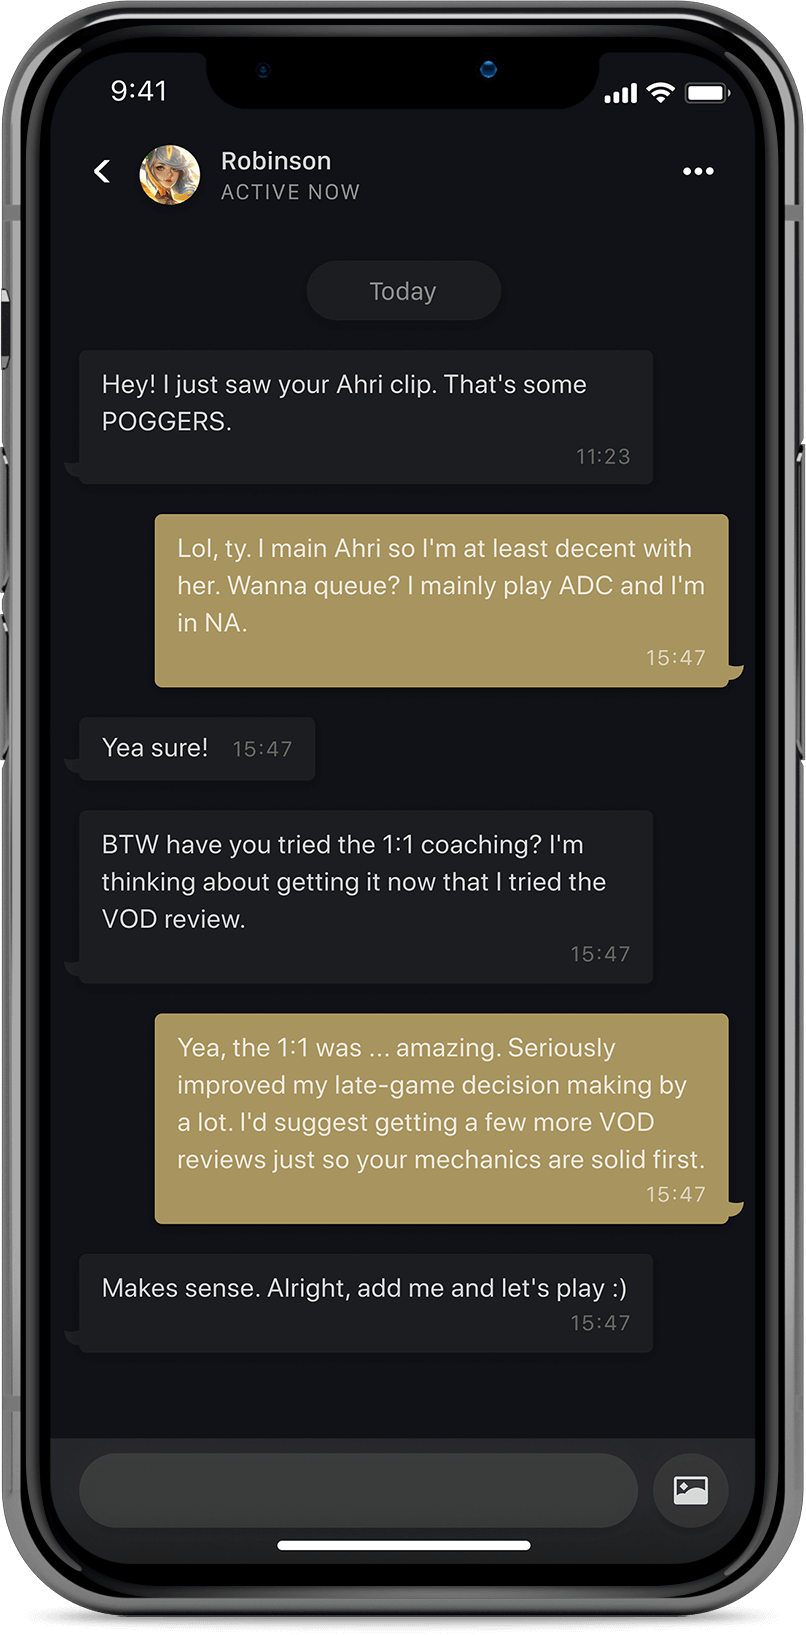 9:41
Robinson
ACTIVE NOW
Today
Hey! I just saw your Ahri clip. That's some
POGGERS.
11:23
Lol, ty. I main Ahri so I'm at least decent with
her. Wanna queue? I mainly play ADC and I'm
in NA.
15:47
Yea sure! 15:47
BTW have you tried the 1:1 coaching? I'm
thinking about getting it now that I tried the
VOD review.
15:47
Yea, the 1:1 was ... amazing. Seriously
improved my late-game decision making by
a lot. I'd suggest getting a few more VOD
reviews just so your mechanics are solid first.
15:47
Makes sense. Alright, add me and let's play :)
15:47